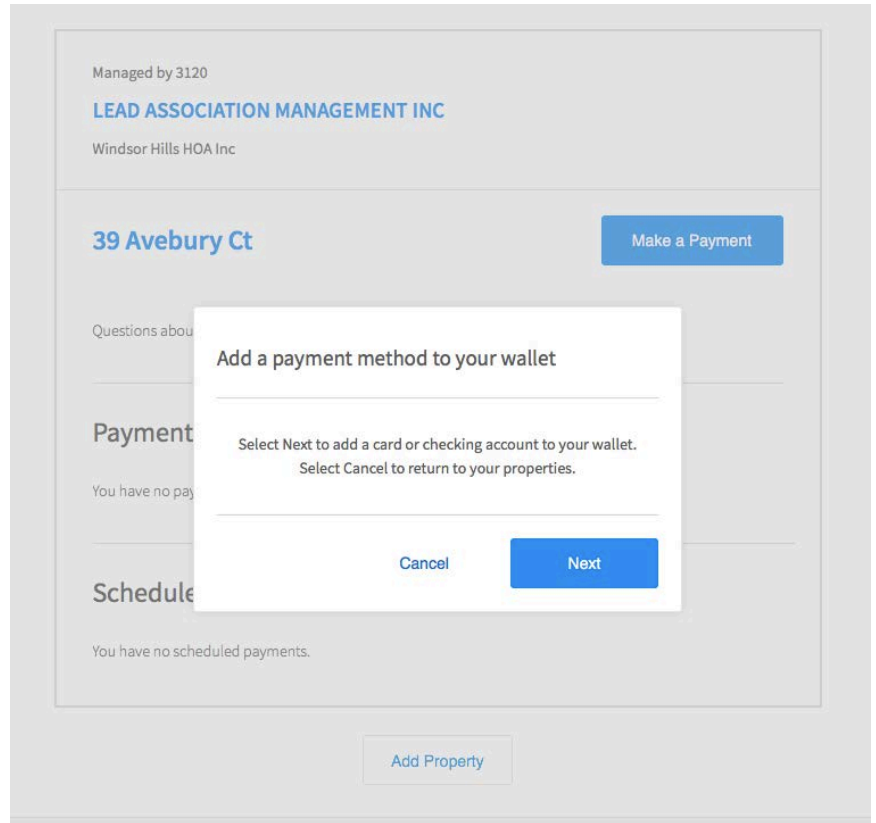 Managed by 3120
LEAD ASSOCIATION MANAGEMENT INC
Windsor Hills HOA Inc
39 Avebury Ct
Make a Payment
Questions abou
Add a payment method to your wallet
Payment
Select Next to add a card or checking account to your wallet.
Select Cancel to return to your properties.
You have no pay
Cancel
Next
Schedule
You have no scheduled payments.
Add Property